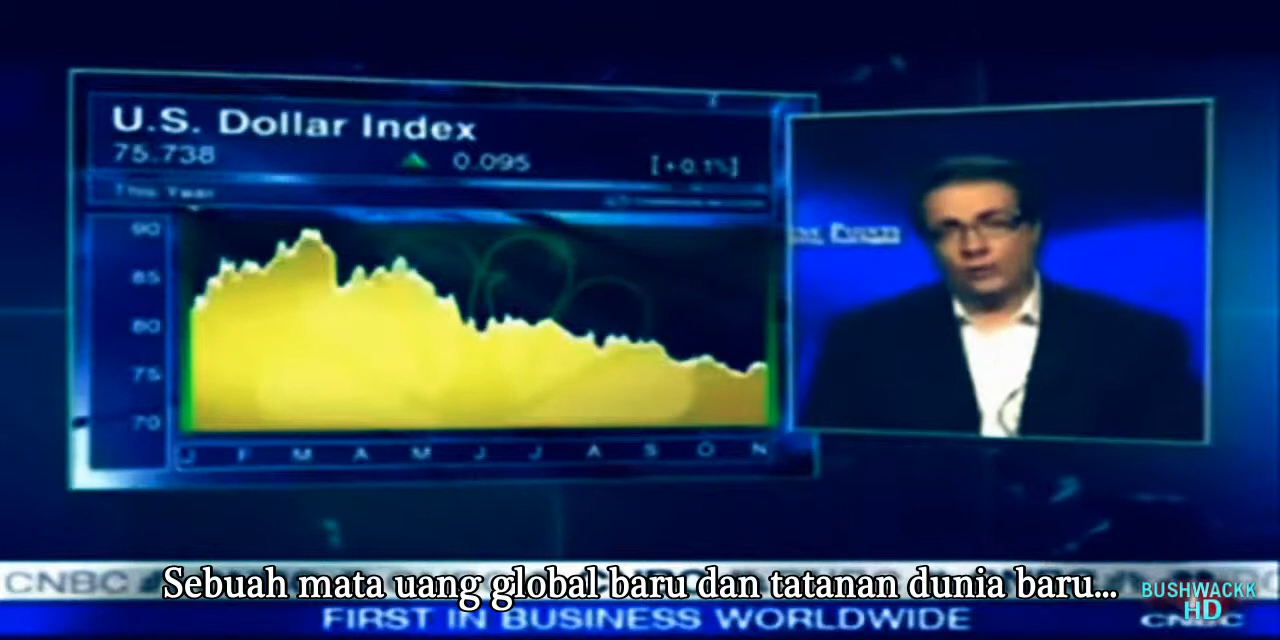 U.S. Dollar Index
75.738 0.095 [+0.1%]
This Year
90
85
80
75
70
J F M A M J J A S O N
CNBC
Sebuah mata uang global baru dan tatanan dunia baru...
BUSHWACKK
HD
FIRST IN BUSINESS WORLDWIDE
CNBC